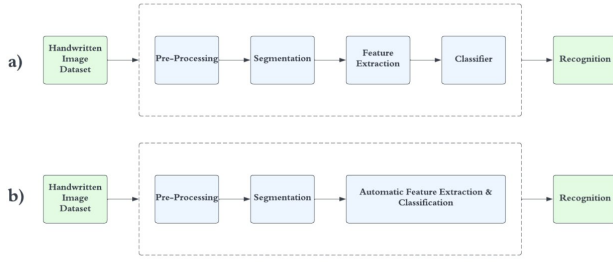 a)
Handwritten
Image
Dataset
Pre-Processing
Segmentation
Feature
Extraction
Classifier
Recognition
b)
Handwritten
Image
Dataset
Pre-Processing
Segmentation
Automatic Feature Extraction &
Classification
Recognition